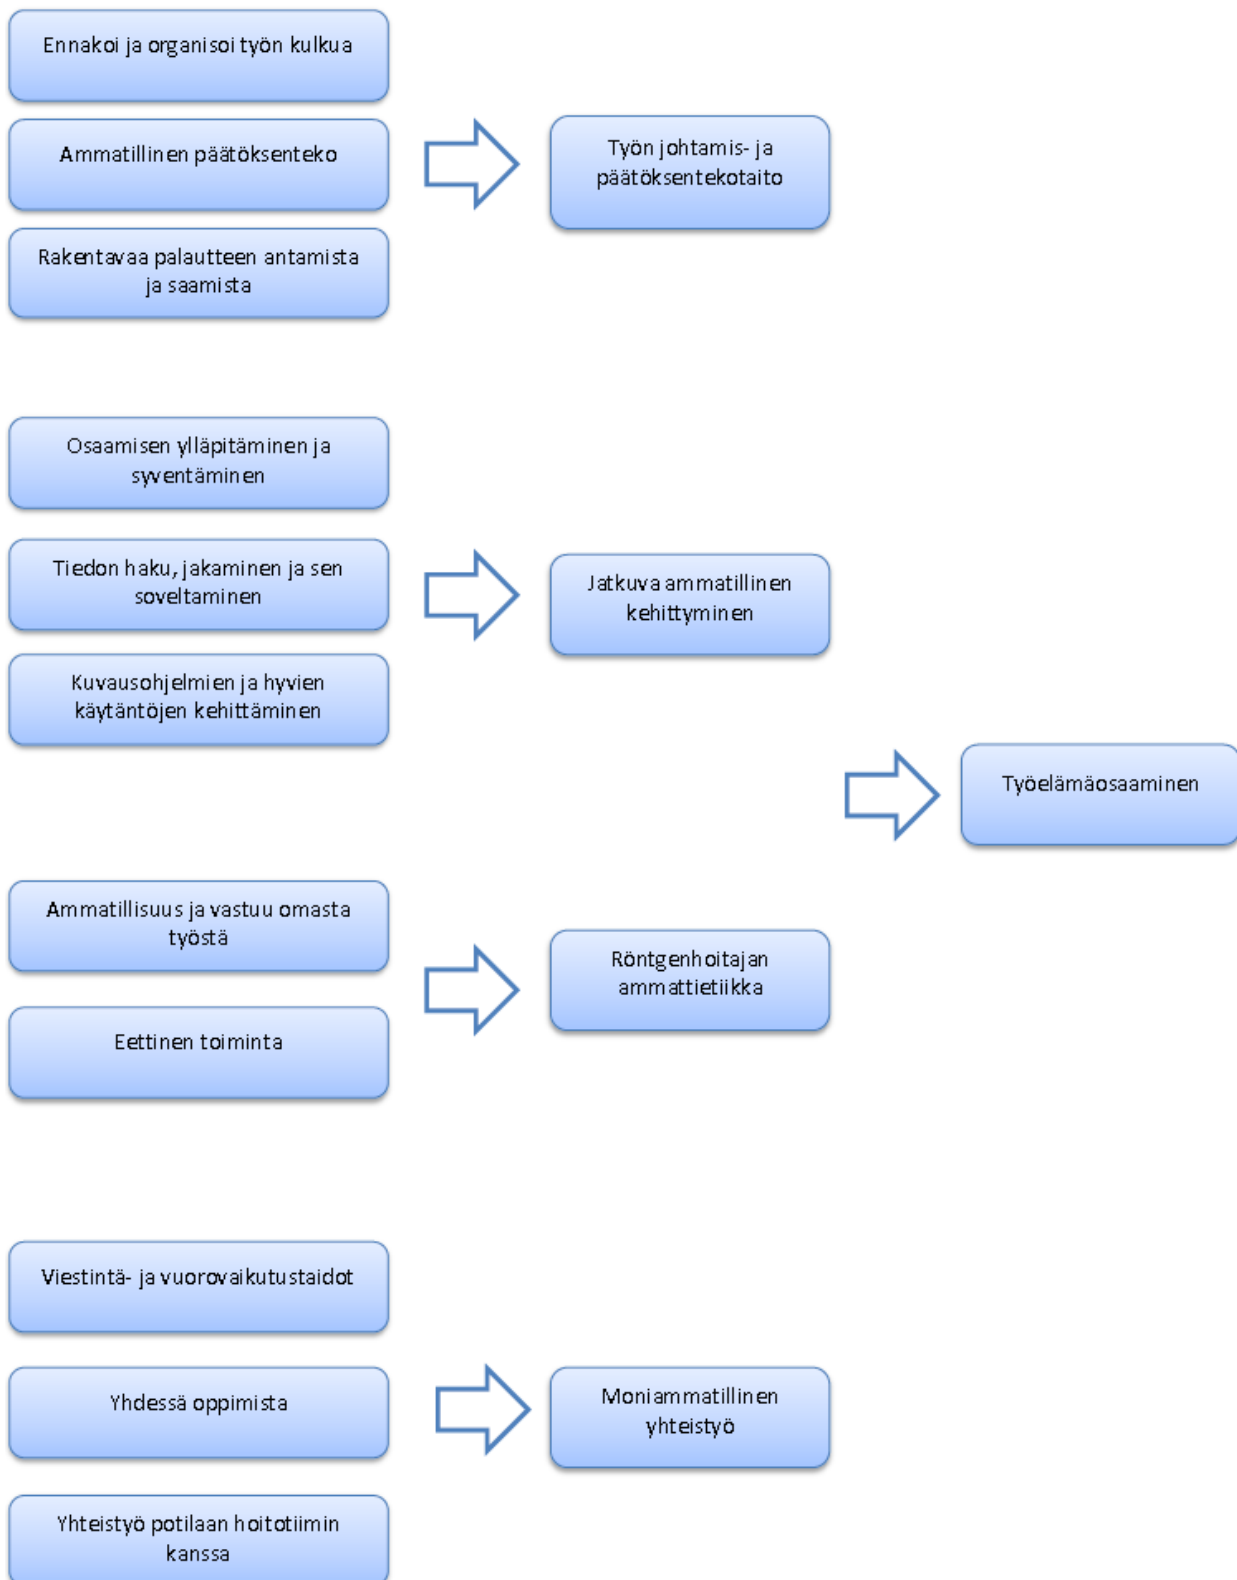 Ennakoi ja organisoi työn kulkua
Ammatillinen päätöksenteko
Rakentavaa palautteen antamista
ja saamista
Työn johtamis- ja
päätöksentekotaito
Osaamisen ylläpitäminen ja
syventäminen
Tiedon haku, jakaminen ja sen
soveltaminen
Kuvausohjelmien ja hyvien
käytäntöjen kehittäminen
Jatkuva ammatillinen
kehittyminen
Ammatillisuus ja vastuu omasta
työstä
Eettinen toiminta
Röntgenhoitajan
ammattietiikka
Viestintä- ja vuorovaikutustaidot
Yhdessä oppimista
Yhteistyö potilaan hoitotiimin
kanssa
Moniammatillinen
yhteistyö
Työelämäosaaminen